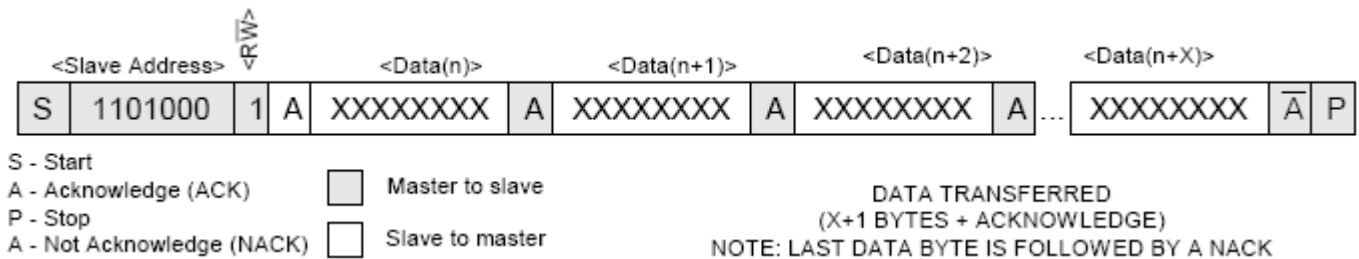 <RW̅>
<Slave Address> <Data(n)> <Data(n+1)> <Data(n+2)> <Data(n+X)>
S 1101000 1 A XXXXXXXX A XXXXXXXX A XXXXXXXX A ... XXXXXXXX A̅ P
S - Start
A - Acknowledge (ACK)
P - Stop
A - Not Acknowledge (NACK)
Master to slave
Slave to master
DATA TRANSFERRED
(X+1 BYTES + ACKNOWLEDGE)
NOTE: LAST DATA BYTE IS FOLLOWED BY A NACK